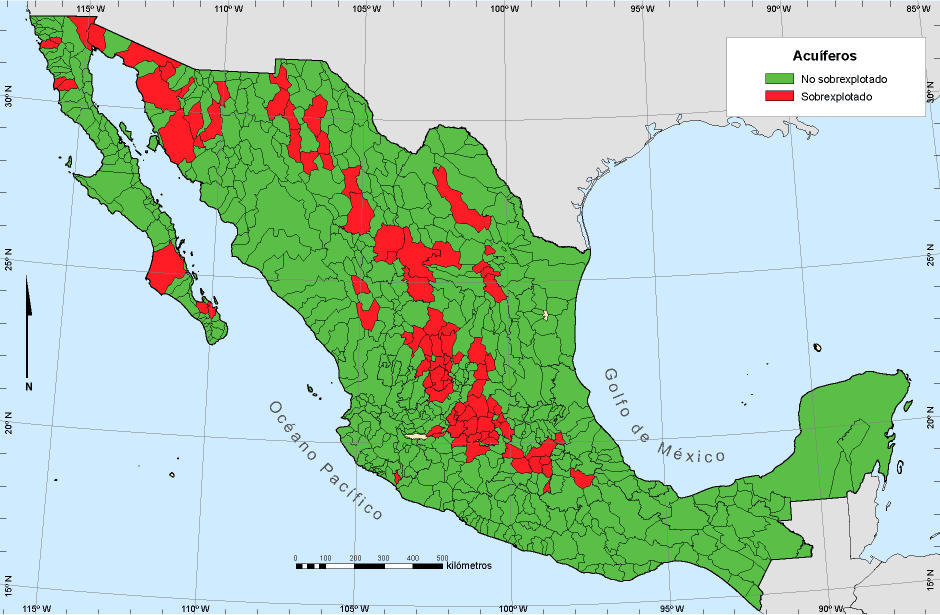 115°W
110°W
105°W
100°W
95°W
90°W
85°W
Acuíferos
No sobrexplotado
Sobrexplotado
30°N
30°N
25°N
25°N
20°N
20°N
15°N
15°N
N
Golfo de México
Océano Pacífico
0 100 200 300 400 500
kilómetros
115°W
110°W
105°W
100°W
95°W
90°W